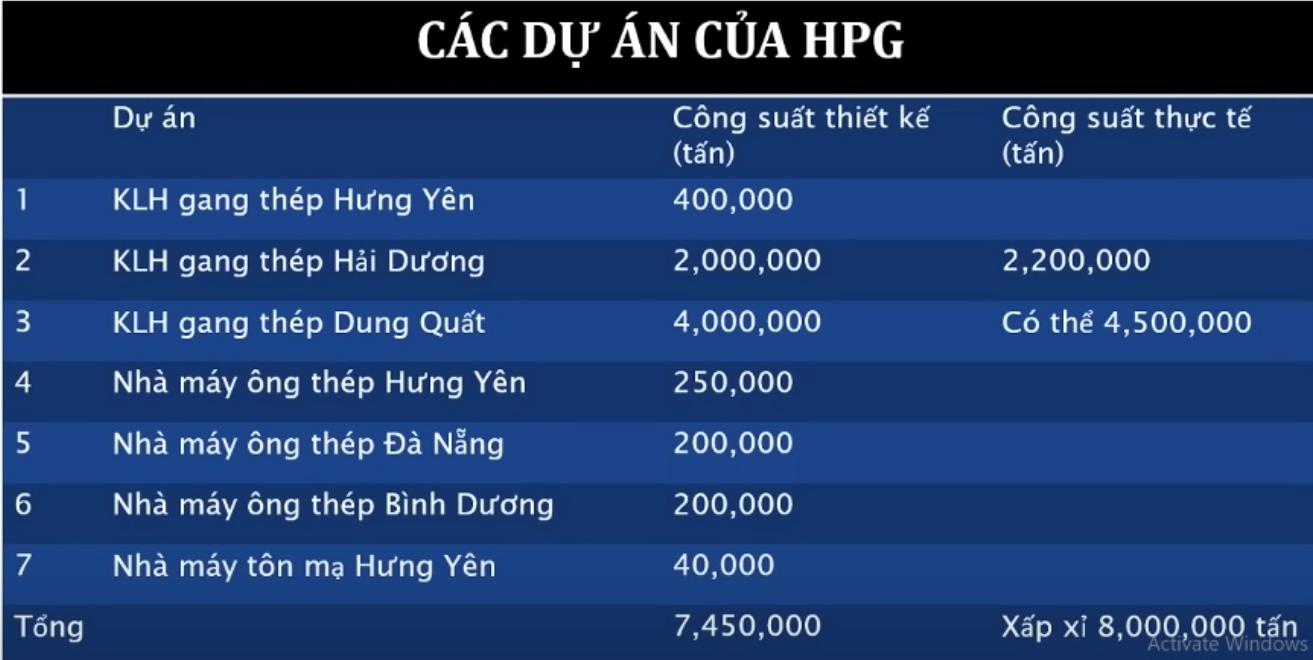 CÁC DỰ ÁN CỦA HPG
Dự án Công suất thiết kế (tấn) Công suất thực tế (tấn)
1 KLH gang thép Hưng Yên 400,000
2 KLH gang thép Hải Dương 2,000,000 2,200,000
3 KLH gang thép Dung Quất 4,000,000 Có thể 4,500,000
4 Nhà máy ông thép Hưng Yên 250,000
5 Nhà máy ông thép Đà Nẵng 200,000
6 Nhà máy ông thép Bình Dương 200,000
7 Nhà máy tôn mạ Hưng Yên 40,000
Tổng 7,450,000 Xấp xỉ 8,000,000 tấn
Activate Windows